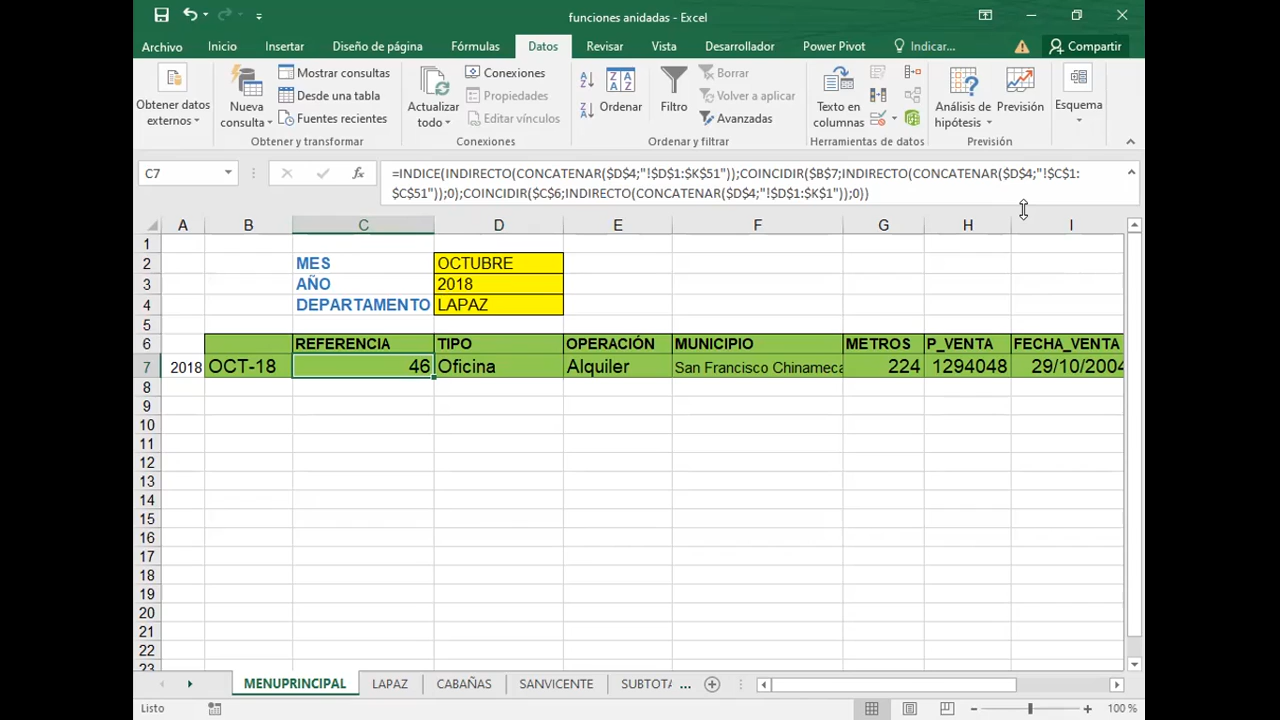 funciones anidadas - Excel
Archivo Inicio Insertar Diseño de página Fórmulas Datos Revisar Vista Desarrollador Power Pivot Indicar... Compartir
Obtener datos externos
Nueva consulta
Mostrar consultas
Desde una tabla
Fuentes recientes
Obtener y transformar
Actualizar todo
Conexiones
Propiedades
Editar vínculos
Conexiones
Ordenar
Filtro
Borrar
Volver a aplicar
Avanzadas
Ordenar y filtrar
Texto en columnas
Herramientas de datos
Análisis de hipótesis
Previsión
Previsión
Esquema
C7
fx
=INDICE(INDIRECTO(CONCATENAR($D$4;"!$D$1:$K$51"));COINCIDIR($B$7;INDIRECTO(CONCATENAR($D$4;"!$C$1:
$C$51"));0);COINCIDIR($C$6;INDIRECTO(CONCATENAR($D$4;"!$D$1:$K$1"));0))
A B C D E F G H I
1
2 MES OCTUBRE
3 AÑO 2018
4 DEPARTAMENTO LAPAZ
5
6 REFERENCIA TIPO OPERACIÓN MUNICIPIO METROS P_VENTA FECHA_VENTA
7 2018 OCT-18 46 Oficina Alquiler San Francisco Chinameca 224 1294048 29/10/2004
8
9
10
11
12
13
14
15
16
17
18
19
20
21
22
23
MENUPRINCIPAL LAPAZ CABAÑAS SANVICENTE SUBTOTA ...
Listo
100 %